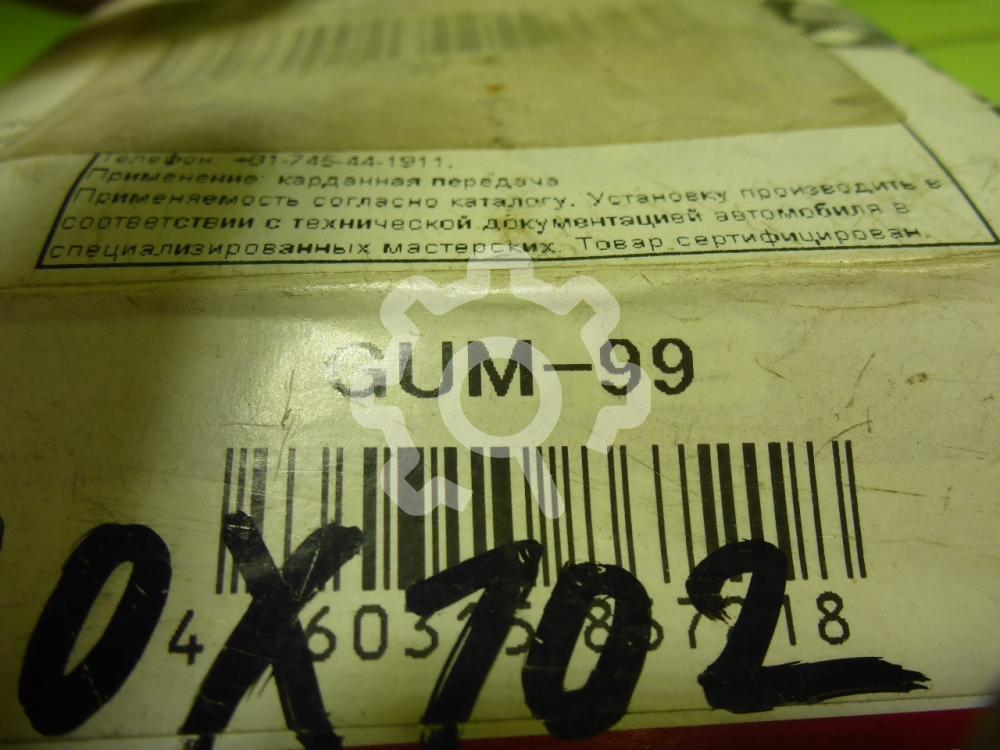 Телефон: +81-745-44-1911.
Применение: карданная передача
Применяемость согласно каталогу. Установку производить в
соответствии с технической документацией автомобиля в
специализированных мастерских. Товар сертифицирован.
GUM-99
0X102